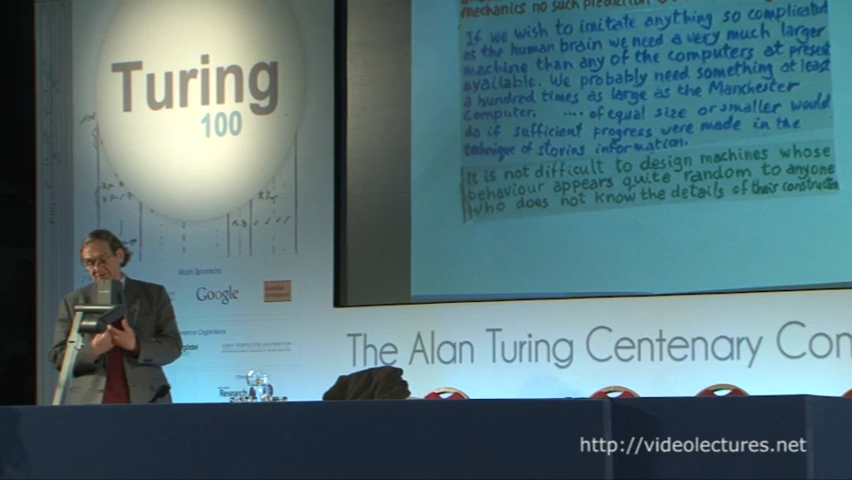 Turing
100
Main Sponsors
Google
Research
mechanics no such prediction
If we wish to imitate anything so complicated
as the human brain we need a very much larger
machine than any of the computers at present
available. We probably need something at least
a hundred times as large as the Manchester
Computer. .... of equal size or smaller would
do if sufficient progress were made in the
technique of storing information.
It is not difficult to design machines whose
behaviour appears quite random to anyone
who does not know the details of their construction
The Alan Turing Centenary Con
http://videolectures.net